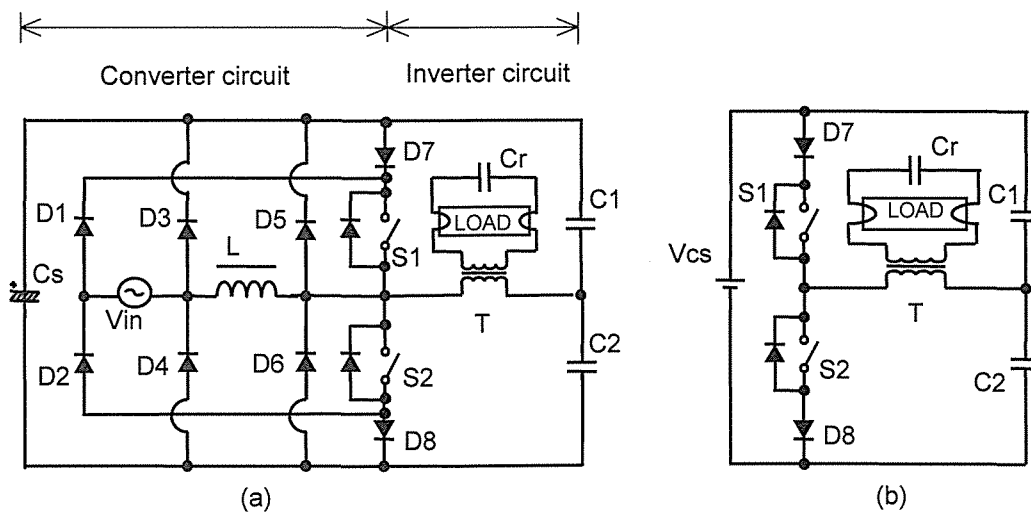 Converter circuit
Inverter circuit
D7
Cr
D1
D3
D5
LOAD
C1
S1
L
Cs
Vin
T
D2
D4
D6
S2
C2
D8
(a)
D7
Cr
S1
LOAD
C1
Vcs
T
S2
C2
D8
(b)